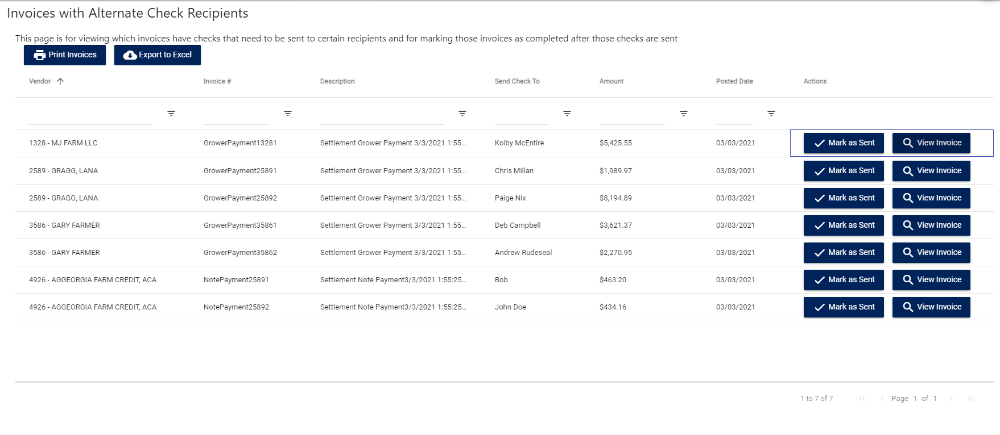 Invoices with Alternate Check Recipients
This page is for viewing which invoices have checks that need to be sent to certain recipients and for marking those invoices as completed after those checks are sent
Print Invoices Export to Excel
Vendor Invoice # Description Send Check To Amount Posted Date Actions
1328 - MJ FARM LLC GrowerPayment13281 Settlement Grower Payment 3/3/2021 1:55... Kolby McEntire $5,425.55 03/03/2021 Mark as Sent View Invoice
2589 - GRAGG, LANA GrowerPayment25891 Settlement Grower Payment 3/3/2021 1:55... Chris Millan $1,989.97 03/03/2021 Mark as Sent View Invoice
2589 - GRAGG, LANA GrowerPayment25892 Settlement Grower Payment 3/3/2021 1:55... Paige Nix $8,194.89 03/03/2021 Mark as Sent View Invoice
3586 - GARY FARMER GrowerPayment35861 Settlement Grower Payment 3/3/2021 1:55... Deb Campbell $3,621.37 03/03/2021 Mark as Sent View Invoice
3586 - GARY FARMER GrowerPayment35862 Settlement Grower Payment 3/3/2021 1:55... Andrew Rudeseal $2,270.95 03/03/2021 Mark as Sent View Invoice
4926 - AGGEORGIA FARM CREDIT, ACA NotePayment25891 Settlement Note Payment3/3/2021 1:55:25... Bob $463.20 03/03/2021 Mark as Sent View Invoice
4926 - AGGEORGIA FARM CREDIT, ACA NotePayment25892 Settlement Note Payment3/3/2021 1:55:25... John Doe $434.16 03/03/2021 Mark as Sent View Invoice
1 to 7 of 7 Page 1 of 1